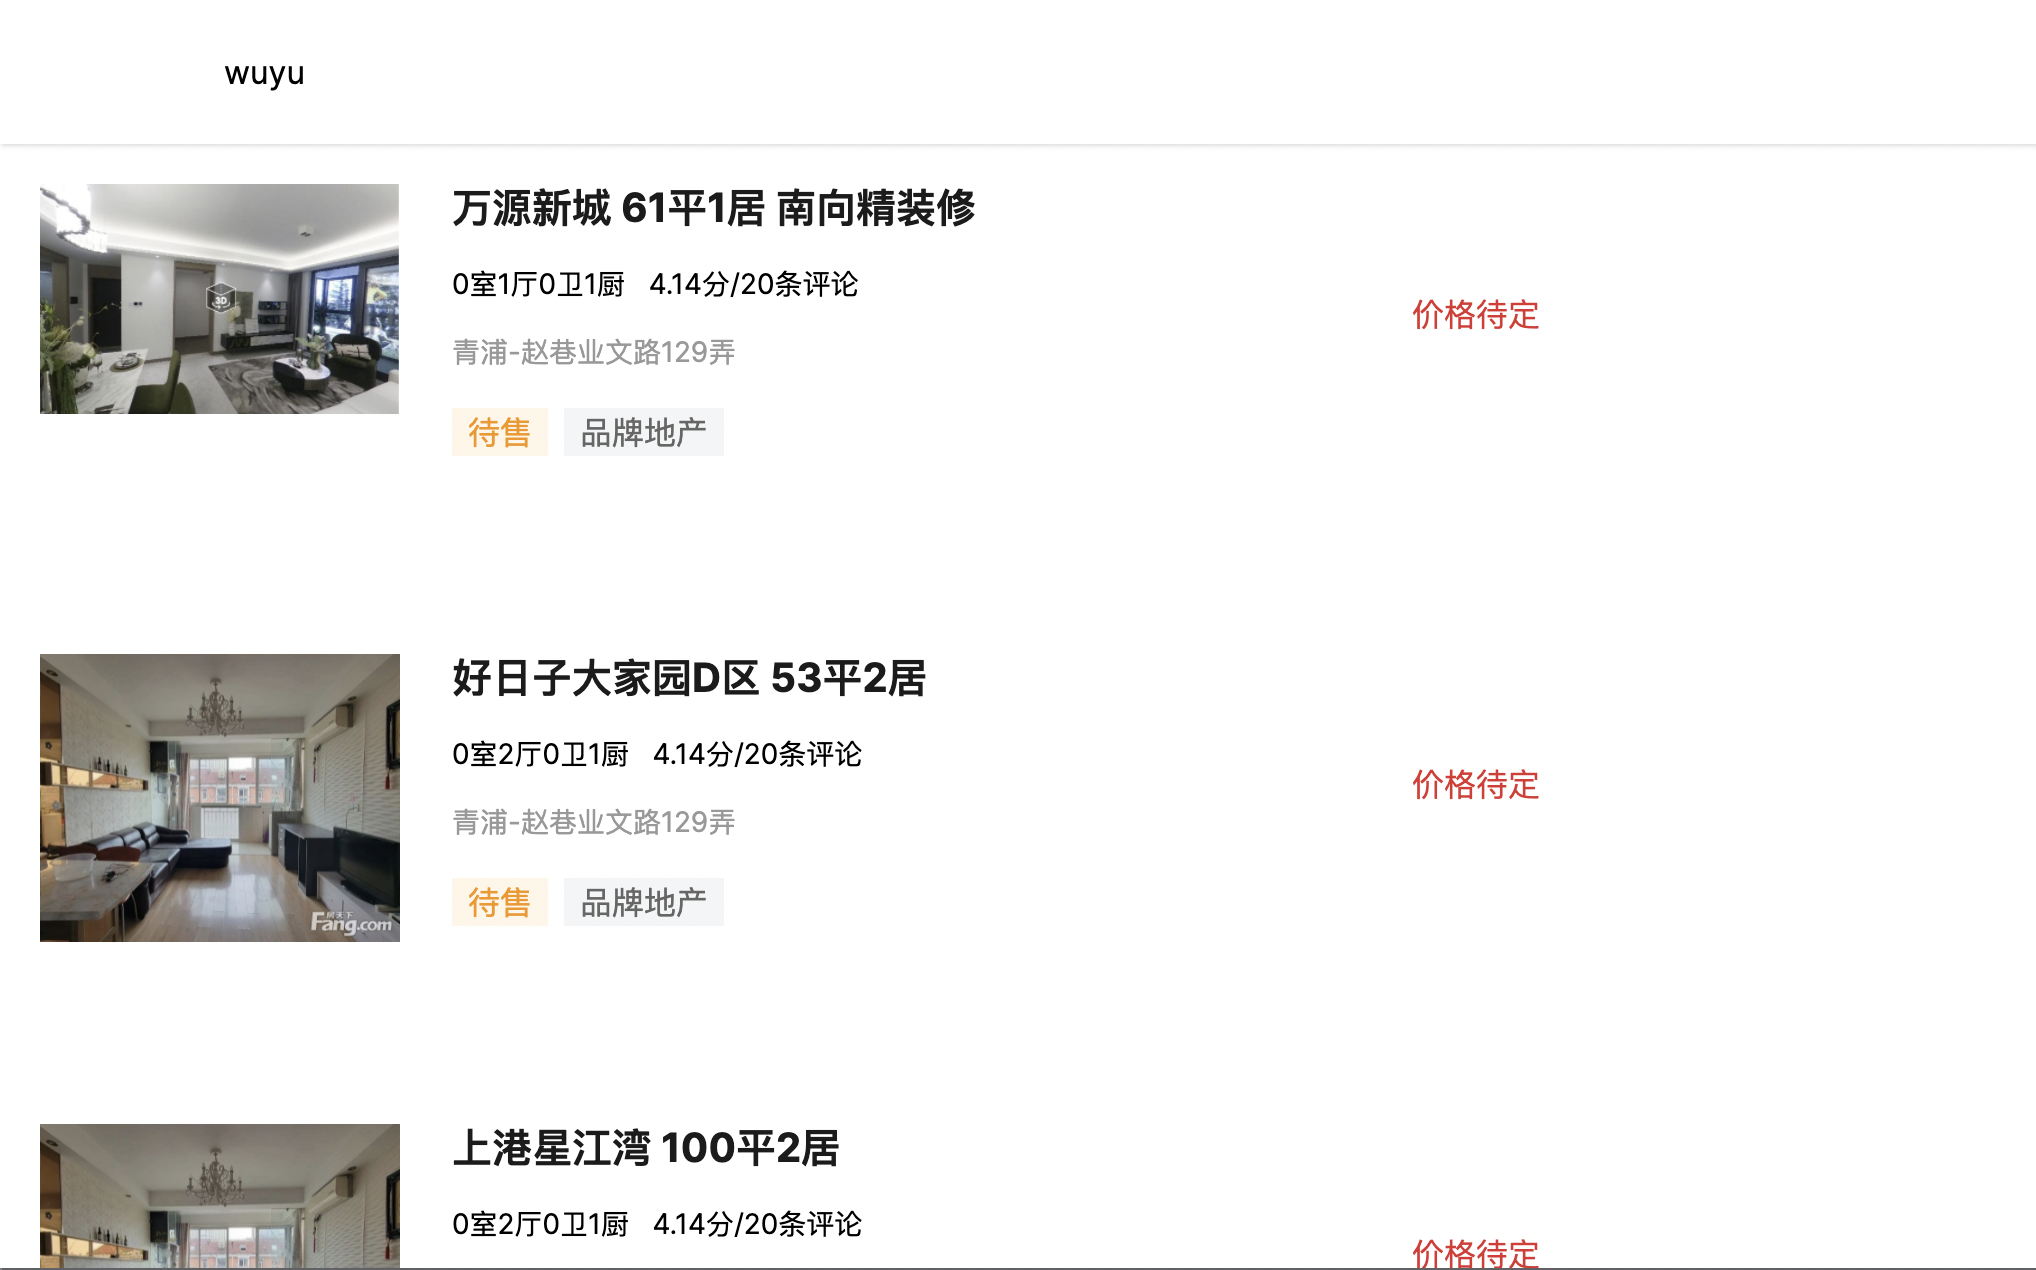 wuyu
万源新城 61平1居 南向精装修
0室1厅0卫1厨 4.14分/20条评论
价格待定
青浦-赵巷业文路129弄
待售 品牌地产
3D
好日子大家园D区 53平2居
0室2厅0卫1厨 4.14分/20条评论
价格待定
青浦-赵巷业文路129弄
待售 品牌地产
房天下
Fang.com
上港星江湾 100平2居
0室2厅0卫1厨 4.14分/20条评论
价格待定